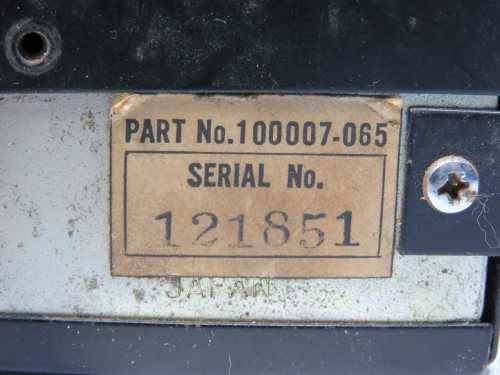 PART No.100007-065
SERIAL No.
121851
JAPAN